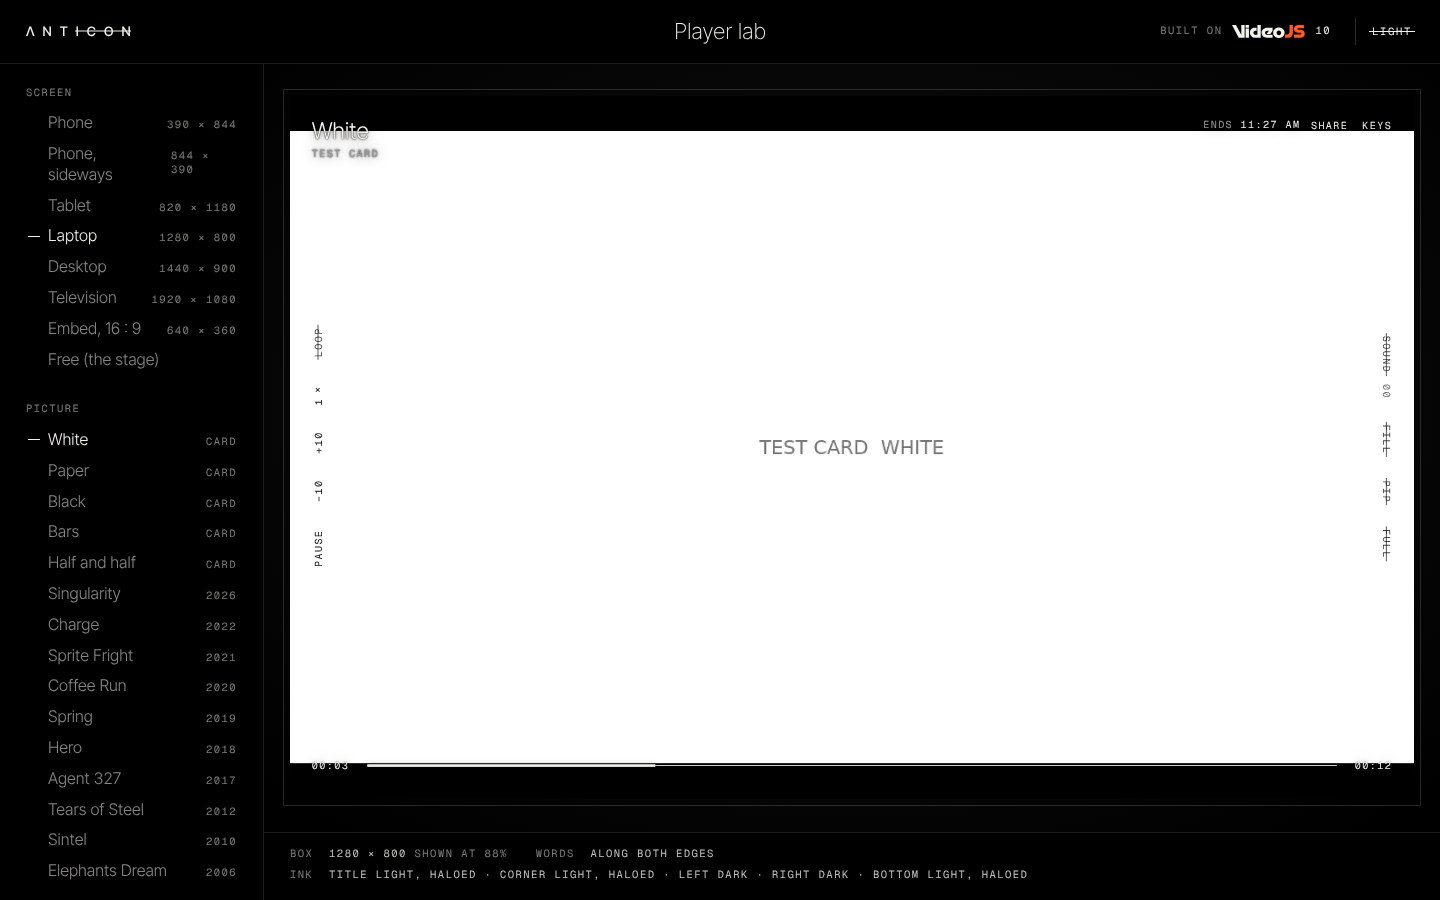 ANTICON
Player lab
BUILT ON VideoJS 10
LIGHT
SCREEN
Phone 390 × 844
Phone, sideways 844 × 390
Tablet 820 × 1180
Laptop 1280 × 800
Desktop 1440 × 900
Television 1920 × 1080
Embed, 16 : 9 640 × 360
Free (the stage)
PICTURE
White CARD
Paper CARD
Black CARD
Bars CARD
Half and half CARD
Singularity 2026
Charge 2022
Sprite Fright 2021
Coffee Run 2020
Spring 2019
Hero 2018
Agent 327 2017
Tears of Steel 2012
Sintel 2010
Elephants Dream 2006
White
TEST CARD
ENDS 11:27 AM SHARE KEYS
PAUSE -10 +10 1 × LOOP
TEST CARD WHITE
SOUND 00 FILL PIP FULL
00:03 00:12
BOX 1280 × 800 SHOWN AT 88% WORDS ALONG BOTH EDGES
INK TITLE LIGHT, HALOED · CORNER LIGHT, HALOED · LEFT DARK · RIGHT DARK · BOTTOM LIGHT, HALOED